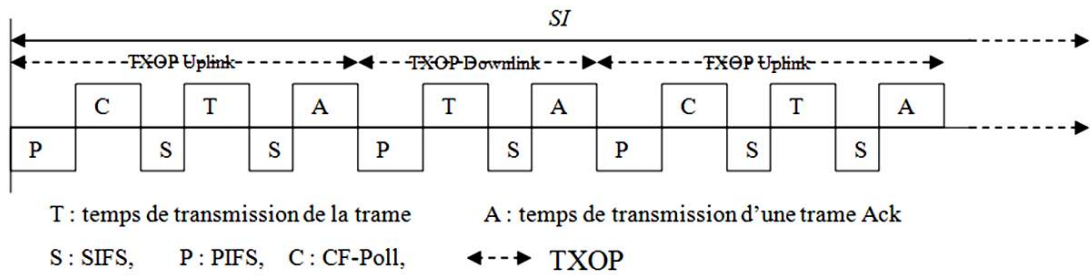 SI
TXOP Uplink TXOP Downlink TXOP Uplink
C T A T A C T A
P S S P S P S S
T : temps de transmission de la trame A : temps de transmission d'une trame Ack
S : SIFS, P : PIFS, C : CF-Poll, TXOP